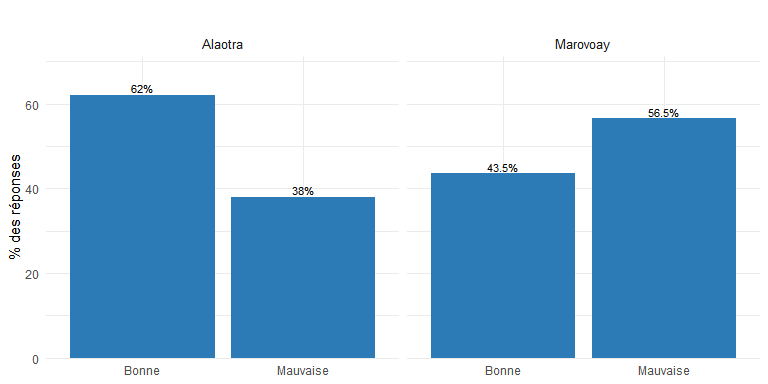 Alaotra
Marovoay
% des réponses
60
40
20
0
62%
38%
43.5%
56.5%
Bonne
Mauvaise
Bonne
Mauvaise